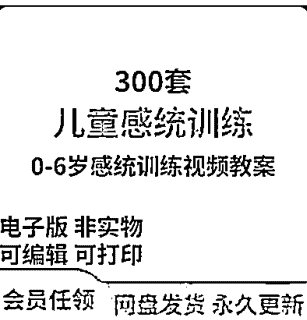 300套
儿童感统训练
0-6岁感统训练视频教案
电子版 非实物
可编辑 可打印
会员任领 网盘发货 永久更新